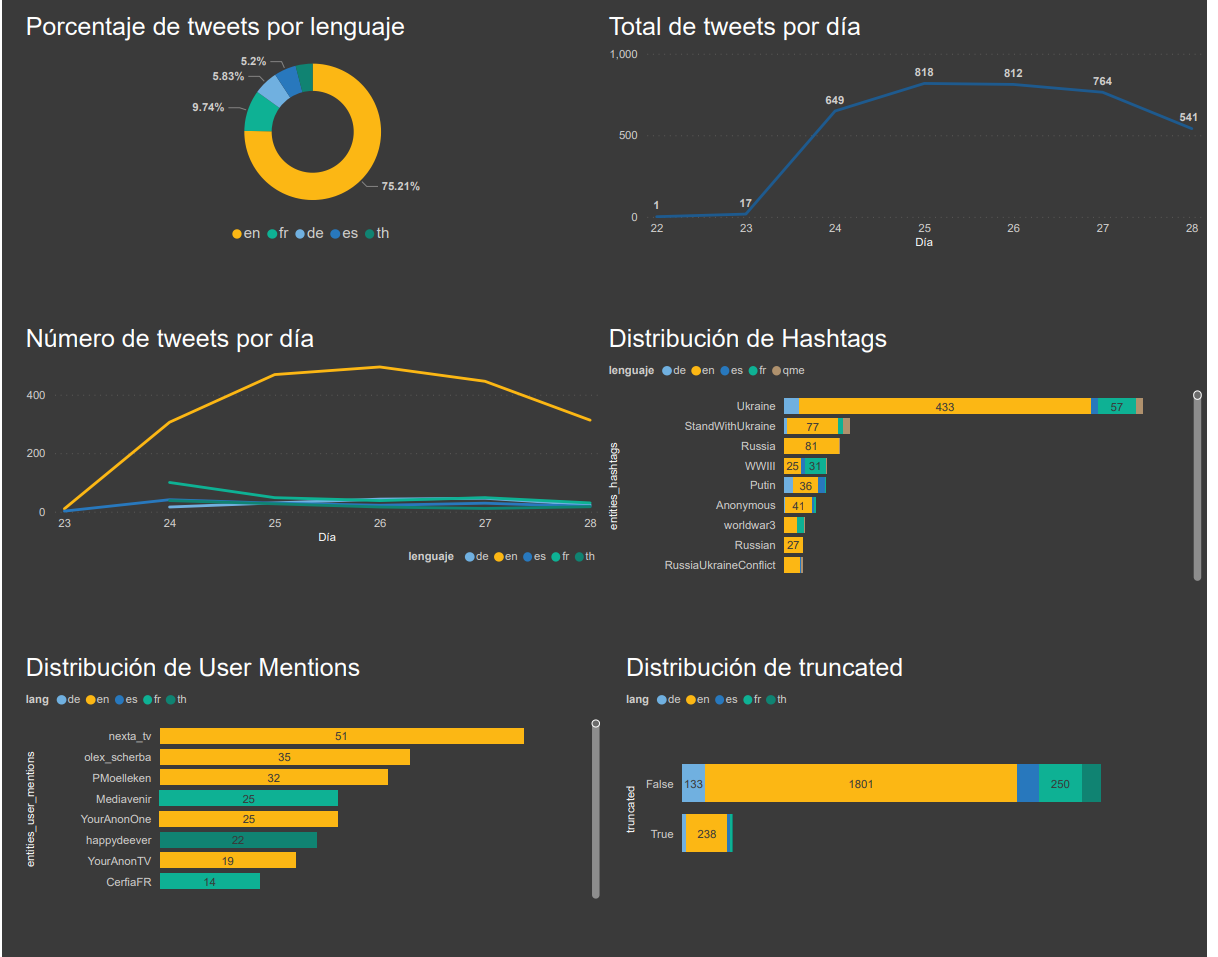 Porcentaje de tweets por lenguaje
5.2%
5.83%
9.74%
75.21%
en fr de es th
Total de tweets por día
1,000
818
812
764
649
541
500
17
1
0
22 23 24 25 26 27 28
Día
Número de tweets por día
400
200
0
23 24 25 26 27 28
Día
lenguaje de en es fr th
Distribución de Hashtags
lenguaje de en es fr qme
entities_hashtags
Ukraine 433 57
StandWithUkraine 77
Russia 81
WWIII 25 31
Putin 36
Anonymous 41
worldwar3
Russian 27
RussiaUkraineConflict
Distribución de User Mentions
lang de en es fr th
entities_user_mentions
nexta_tv 51
olex_scherba 35
PMoelleken 32
Mediavenir 25
YourAnonOne 25
happydeever 22
YourAnonTV 19
CerfiaFR 14
Distribución de truncated
lang de en es fr th
truncated
False 133 1801 250
True 238